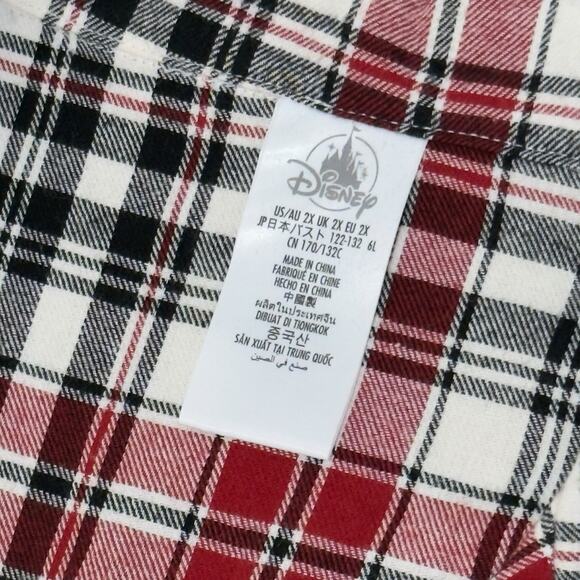 Disney
US/AU 2X UK 2X EU 2X
JP日本/バスト 122-132 6L
CN 170/132C
MADE IN CHINA
FABRIQUÉ EN CHINE
HECHO EN CHINA
中國製
ผลิตในประเทศจีน
DIBUAT DI TIONGKOK
중국산
SẢN XUẤT TẠI TRUNG QUỐC
صنع في الصين